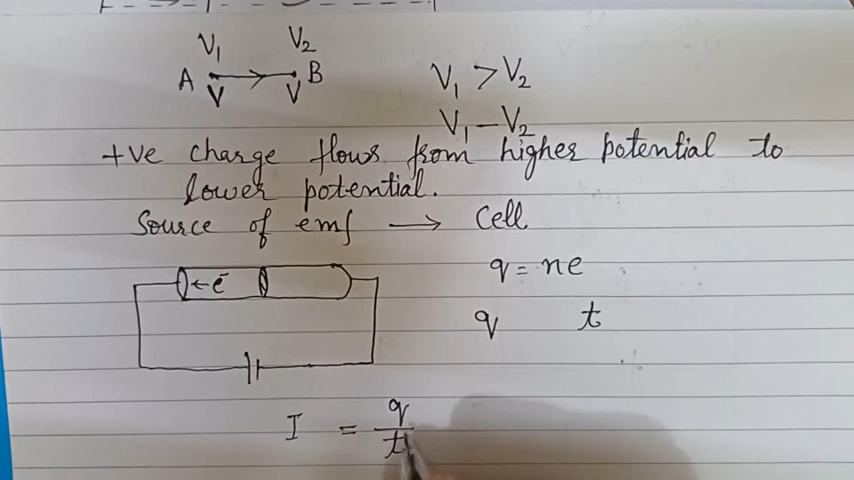 V₁ V₂
A B V₁ > V₂
V V
V₁ – V₂
+ve charge flows from higher potential to
lower potential.
Source of emf → Cell
← e⁻ q = ne
q t
I = q/t